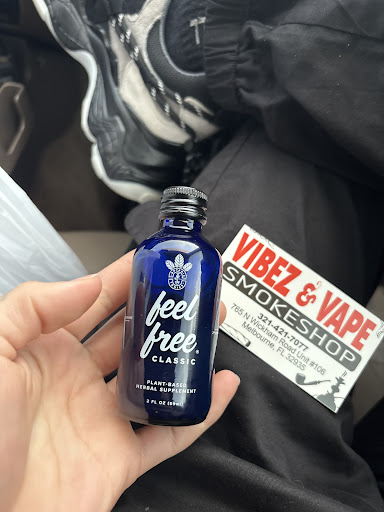 feel
free®
CLASSIC
PLANT-BASED
HERBAL SUPPLEMENT
2 FL OZ (59ml)
VIBEZ & VAPE
SMOKESHOP
321-421-7077
765 N Wickham Road Unit #106
Melbourne, FL 32935